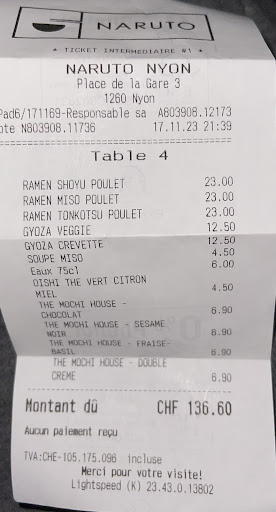 NARUTO
* TICKET INTERMEDIAIRE #1 *
NARUTO NYON
Place de la Gare 3
1260 Nyon
Pad6/171169-Responsable sa A603908.12173
ote N803908.11736 17.11.23 21:39
Table 4
RAMEN SHOYU POULET 23.00
RAMEN MISO POULET 23.00
RAMEN TONKOTSU POULET 23.00
GYOZA VEGGIE 12.50
GYOZA CREVETTE 12.50
SOUPE MISO 4.50
Eaux 75cl 6.00
OISHI THE VERT CITRON
MIEL 4.50
THE MOCHI HOUSE -
CHOCOLAT 6.90
THE MOCHI HOUSE - SESAME
NOIR 6.90
THE MOCHI HOUSE - FRAISE-
BASIL 6.90
THE MOCHI HOUSE - DOUBLE
CREME 6.90
Montant dû CHF 136.60
Aucun paiement reçu
TVA:CHE-105.175.096 incluse
Merci pour votre visite!
Lightspeed (K) 23.43.0.13802